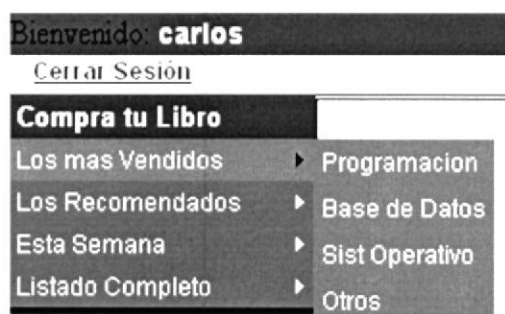 Bienvenido: carlos
Cerrar Sesión
Compra tu Libro
Los mas Vendidos
Los Recomendados
Esta Semana
Listado Completo
Programacion
Base de Datos
Sist Operativo
Otros